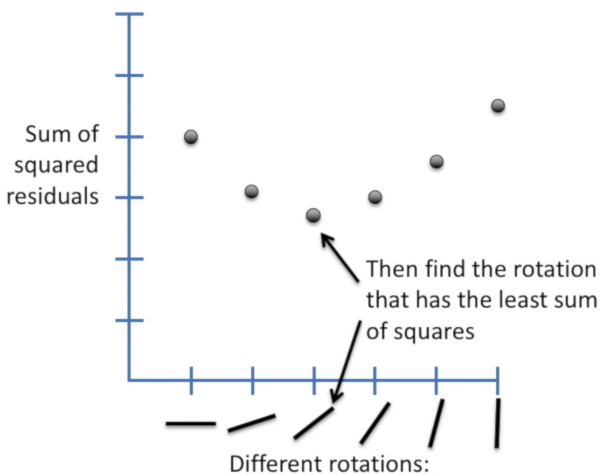 Sum of
squared
residuals
Then find the rotation
that has the least sum
of squares
Different rotations: